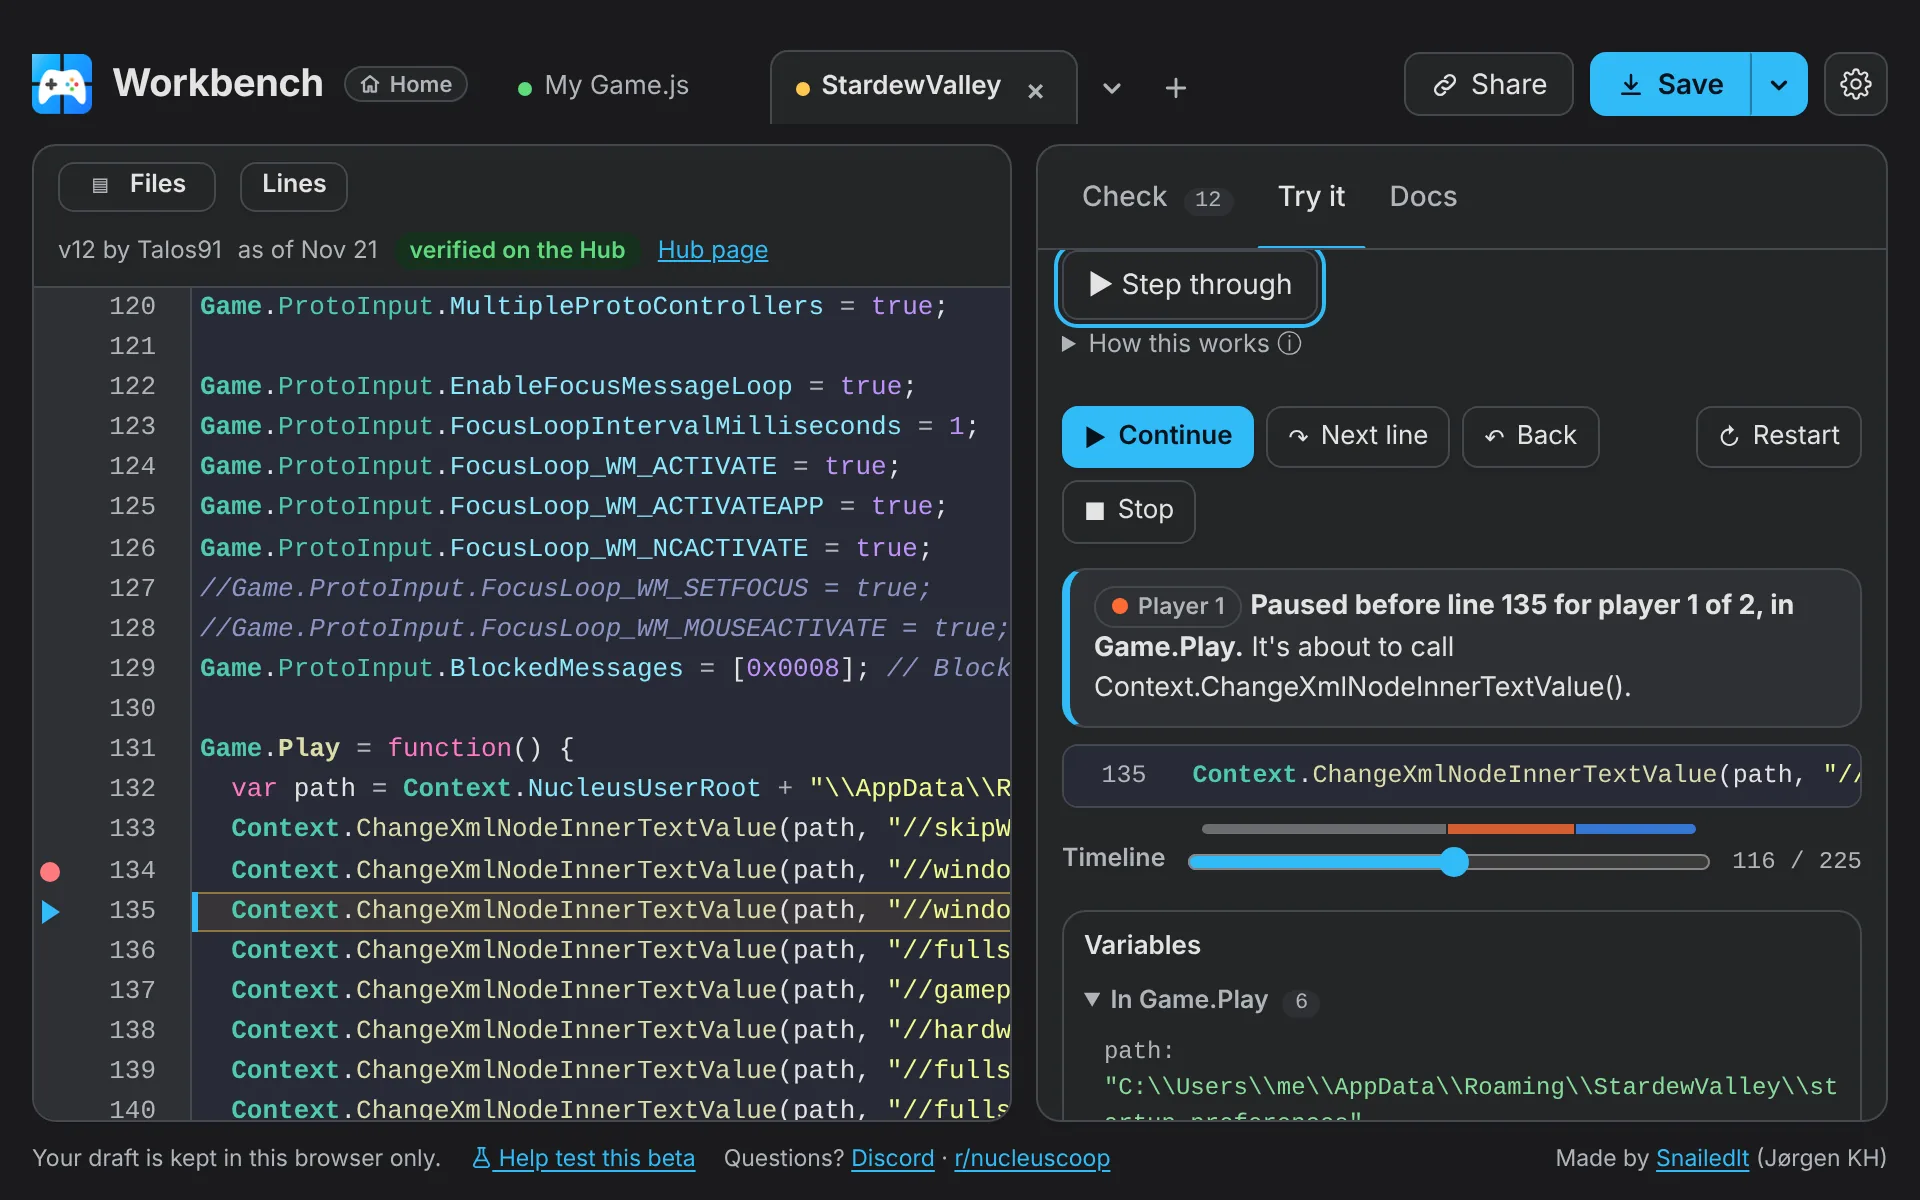 Workbench
Home
My Game.js
StardewValley ×
Share
Save
Files
Lines
v12 by Talos91 as of Nov 21 verified on the Hub Hub page
120 Game.ProtoInput.MultipleProtoControllers = true;
121
122 Game.ProtoInput.EnableFocusMessageLoop = true;
123 Game.ProtoInput.FocusLoopIntervalMilliseconds = 1;
124 Game.ProtoInput.FocusLoop_WM_ACTIVATE = true;
125 Game.ProtoInput.FocusLoop_WM_ACTIVATEAPP = true;
126 Game.ProtoInput.FocusLoop_WM_NCACTIVATE = true;
127 //Game.ProtoInput.FocusLoop_WM_SETFOCUS = true;
128 //Game.ProtoInput.FocusLoop_WM_MOUSEACTIVATE = true;
129 Game.ProtoInput.BlockedMessages = [0x0008]; // Block
130
131 Game.Play = function() {
132 var path = Context.NucleusUserRoot + "\\AppData\\R
133 Context.ChangeXmlNodeInnerTextValue(path, "//skipW
134 Context.ChangeXmlNodeInnerTextValue(path, "//windo
135 Context.ChangeXmlNodeInnerTextValue(path, "//windo
136 Context.ChangeXmlNodeInnerTextValue(path, "//fulls
137 Context.ChangeXmlNodeInnerTextValue(path, "//gamep
138 Context.ChangeXmlNodeInnerTextValue(path, "//hardw
139 Context.ChangeXmlNodeInnerTextValue(path, "//fulls
140 Context.ChangeXmlNodeInnerTextValue(path, "//fulls
Check 12
Try it
Docs
Step through
How this works ⓘ
Continue
Next line
Back
Restart
Stop
Player 1 Paused before line 135 for player 1 of 2, in
Game.Play. It's about to call
Context.ChangeXmlNodeInnerTextValue().
135 Context.ChangeXmlNodeInnerTextValue(path, "//
Timeline 116 / 225
Variables
In Game.Play 6
path:
"C:\\Users\\me\\AppData\\Roaming\\StardewValley\\st
artup_preferences"
Your draft is kept in this browser only. Help test this beta Questions? Discord · r/nucleuscoop
Made by SnailedIt (Jørgen KH)